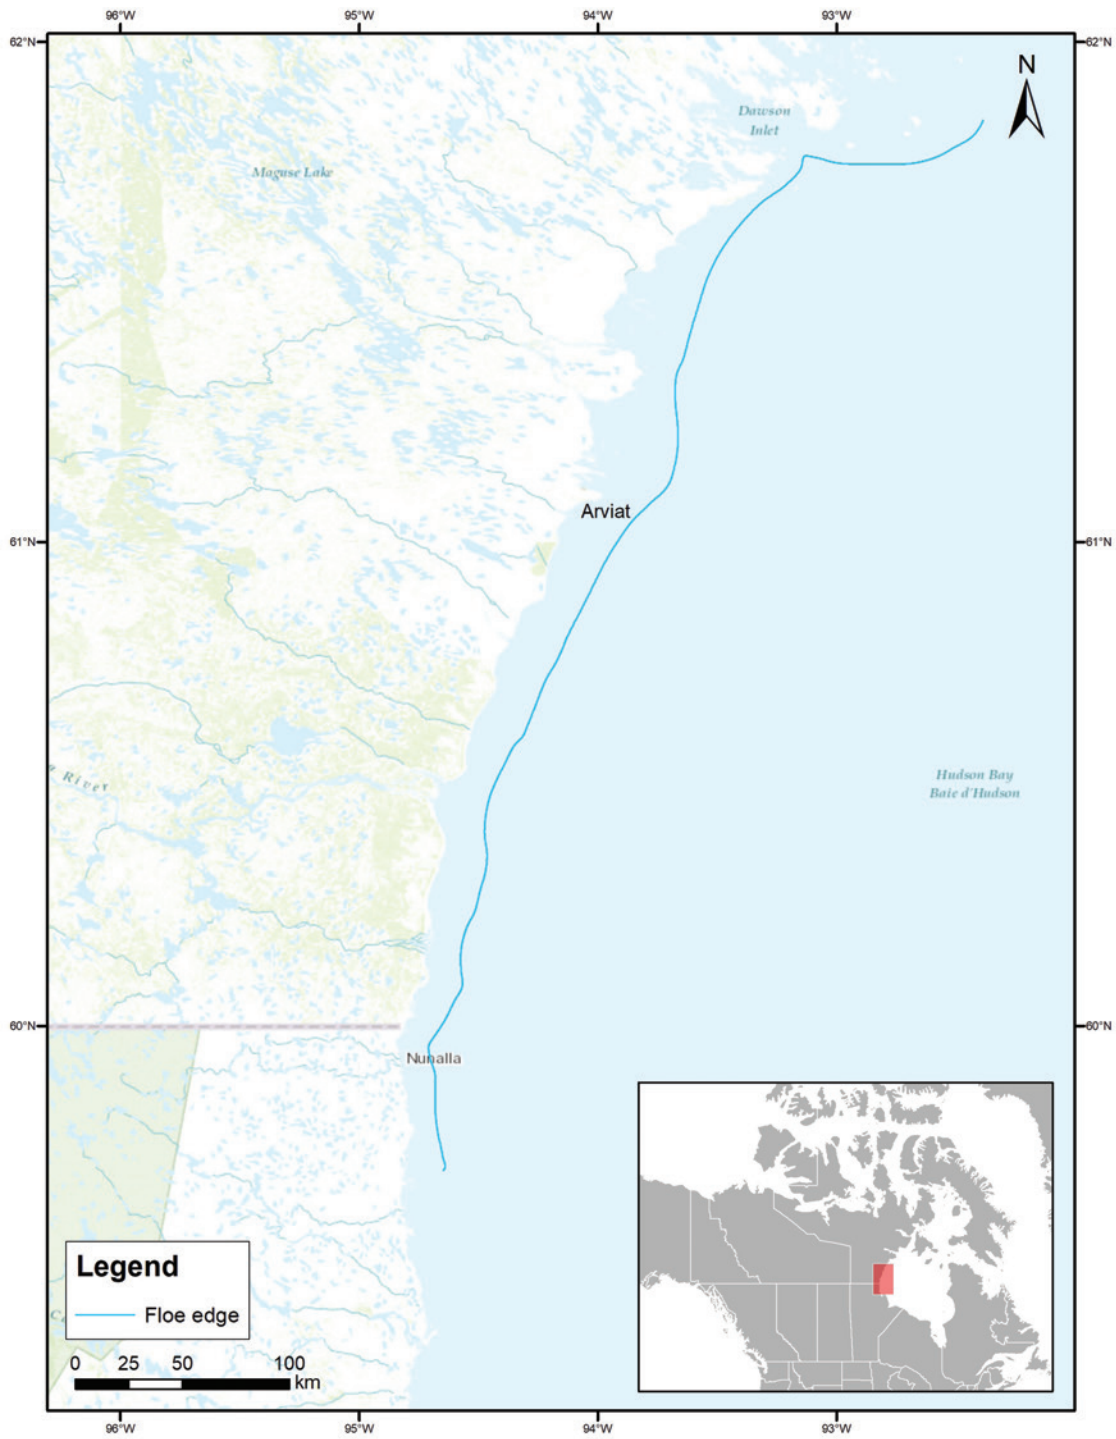 96°W 95°W 94°W 93°W
62°N 62°N
N
Dawson
Inlet
Maguse Lake
Arviat
61°N 61°N
Hudson Bay
Baie d'Hudson
River
60°N 60°N
Nunalla
Legend
Floe edge
0 25 50 100
km
96°W 95°W 94°W 93°W